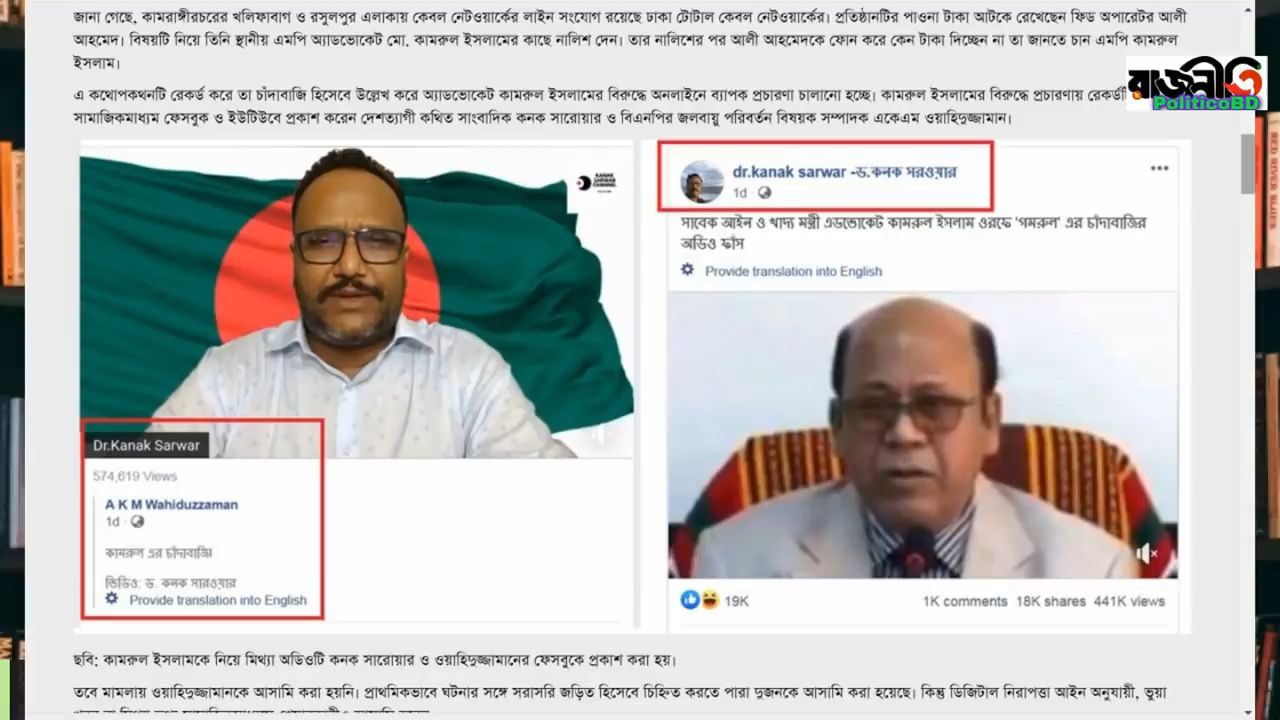 জানা গেছে, কামরাঙ্গীরচরের খলিফাবাগ ও রসুলপুর এলাকায় কেবল নেটওয়ার্কের লাইন সংযোগ রয়েছে ঢাকা টোটাল কেবল নেটওয়ার্কের। প্রতিষ্ঠানটির পাওনা টাকা আটকে রেখেছেন ফিড অপারেটর আলী
আহমেদ। বিষয়টি নিয়ে তিনি স্থানীয় এমপি অ্যাডভোকেট মো. কামরুল ইসলামের কাছে নালিশ দেন। তার নালিশের পর আলী আহমেদকে ফোন করে কেন টাকা দিচ্ছেন না তা জানতে চান এমপি কামরুল
ইসলাম।
রাজনীতি
PoliticoBD
এ কথোপকথনটি রেকর্ড করে তা চাঁদাবাজি হিসেবে উল্লেখ করে অ্যাডভোকেট কামরুল ইসলামের বিরুদ্ধে অনলাইনে ব্যাপক প্রচারণা চালানো হচ্ছে। কামরুল ইসলামের বিরুদ্ধে প্রচারণায়
সামাজিকমাধ্যম ফেসবুক ও ইউটিউবে প্রকাশ করেন দেশত্যাগী কথিত সাংবাদিক কনক সারোয়ার ও বিএনপির জলবায়ু পরিবর্তন বিষয়ক সম্পাদক একেএম ওয়াহিদুজ্জামান।
KANAK
SARWAR
CHANNEL
Dr.Kanak Sarwar
574,619 Views
A K M Wahiduzzaman
1d
কামরুল এর চাঁদাবাজি!
ভিডিও: ড. কনক সারওয়ার
Provide translation into English
dr.kanak sarwar -ড.কনক সরওয়ার
1d
সাবেক আইন ও খাদ্য মন্ত্রী এডভোকেট কামরুল ইসলাম ওরফে 'গমরুল' এর চাঁদাবাজির
অডিও ফাঁস
Provide translation into English
19K
1K comments 18K shares 441K views
ছবি: কামরুল ইসলামকে নিয়ে মিথ্যা অডিওটি কনক সারোয়ার ও ওয়াহিদুজ্জামানের ফেসবুকে প্রকাশ করা হয়।
তবে মামলায় ওয়াহিদুজ্জামানকে আসামি করা হয়নি। প্রাথমিকভাবে ঘটনার সঙ্গে সরাসরি জড়িত হিসেবে চিহ্নিত করতে পারা দুজনকে আসামি করা হয়েছে। কিন্তু ডিজিটাল নিরাপত্তা আইন অনুযায়ী, ভুয়া